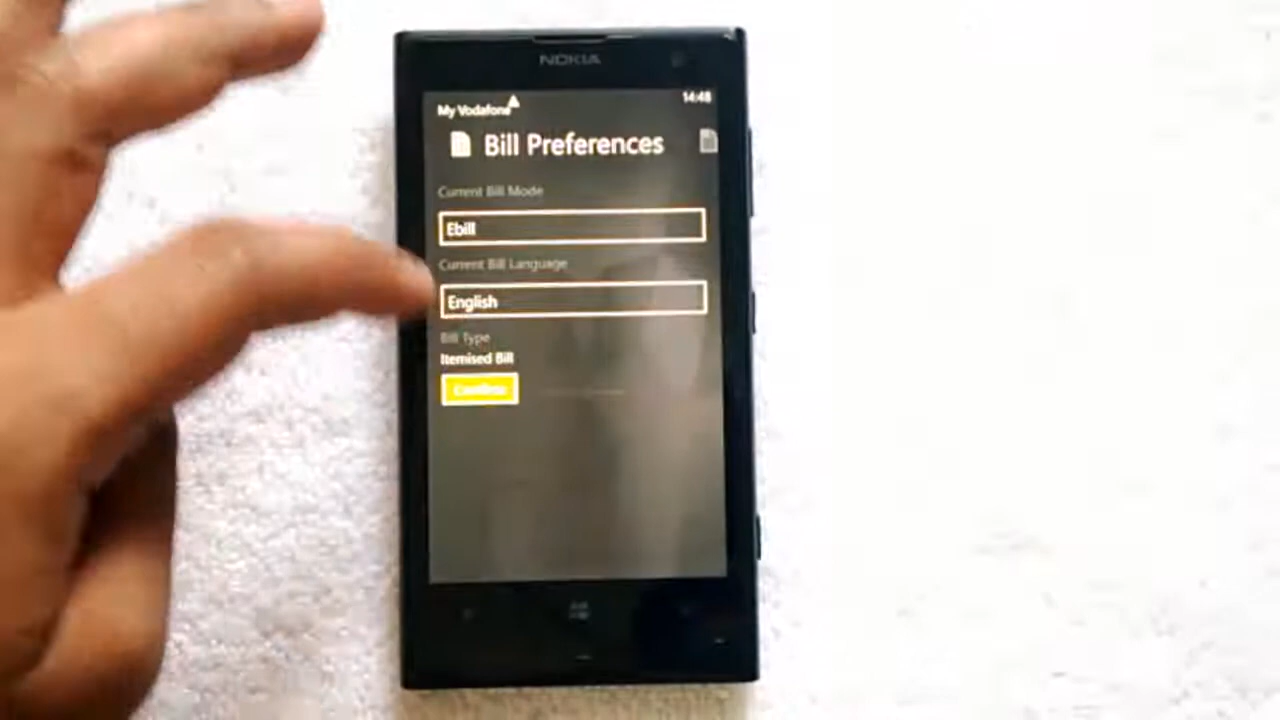 NOKIA
14:48
My Vodafone
Bill Preferences
Current Bill Mode
Ebill
Current Bill Language
English
Bill Type
Itemised Bill